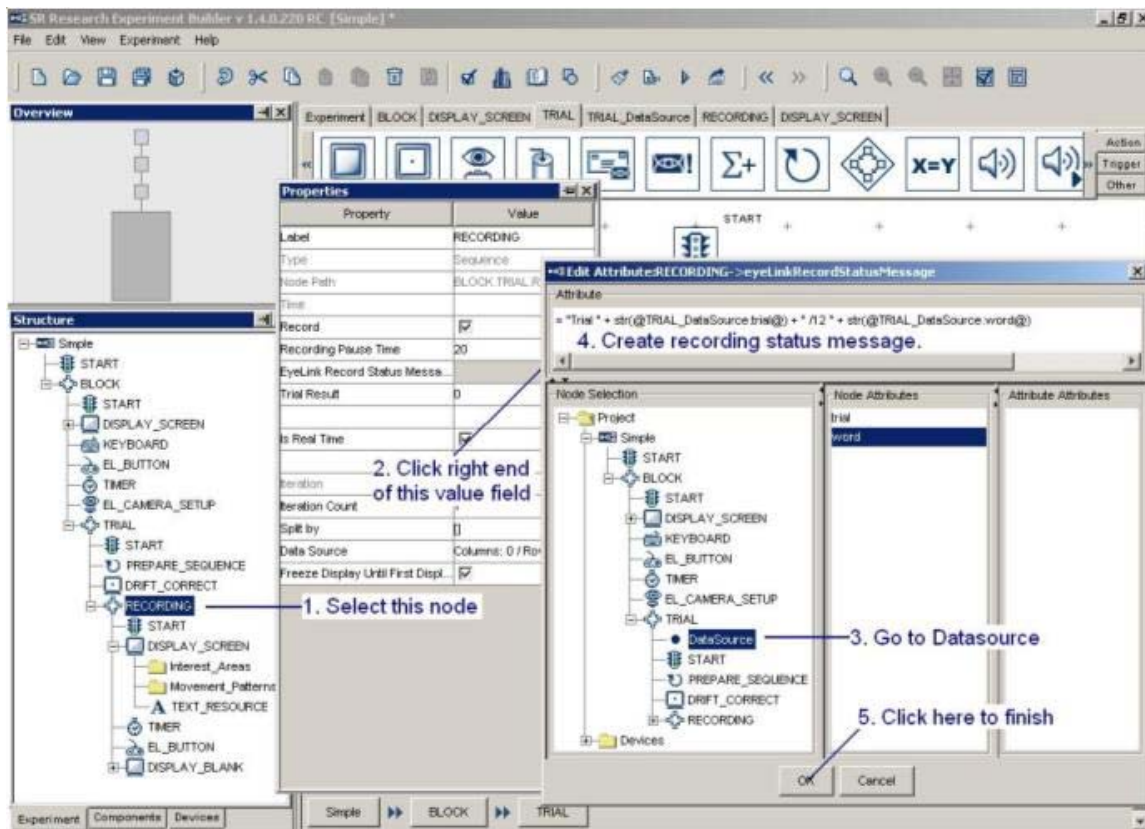 SR Research Experiment Builder v 1.4.0.220 RC [Simple] *
File Edit View Experiment Help
Overview
Experiment BLOCK DISPLAY_SCREEN TRIAL TRIAL_DataSource RECORDING DISPLAY_SCREEN
Σ+ X=Y
Action
Trigger
Other
START
Properties
Property Value
Label RECORDING
Type Sequence
Node Path BLOCK.TRIAL.R
Time
Record
Recording Pause Time 20
EyeLink Record Status Messa...
Trial Result 0
Is Real Time
2. Click right end
of this value field
Iteration
Iteration Count
Split by []
Data Source Columns: 0 / Ro
Freeze Display Until First Displ...
Structure
Simple
START
BLOCK
START
DISPLAY_SCREEN
KEYBOARD
EL_BUTTON
TIMER
EL_CAMERA_SETUP
TRIAL
START
PREPARE_SEQUENCE
DRIFT_CORRECT
RECORDING
1. Select this node
START
DISPLAY_SCREEN
Interest_Areas
Movement_Patterns
A TEXT_RESOURCE
TIMER
EL_BUTTON
DISPLAY_BLANK
Experiment Components Devices
Edit Attribute:RECORDING->eyeLinkRecordStatusMessage
Attribute
= "Trial " + str(@TRIAL_DataSource.trial@) + " /12 " + str(@TRIAL_DataSource.word@)
4. Create recording status message.
Node Selection
Project
Simple
START
BLOCK
START
DISPLAY_SCREEN
KEYBOARD
EL_BUTTON
TIMER
EL_CAMERA_SETUP
TRIAL
DataSource
3. Go to Datasource
START
PREPARE_SEQUENCE
DRIFT_CORRECT
RECORDING
Devices
Node Attributes
trial
word
Attribute Attributes
5. Click here to finish
OK Cancel
Simple BLOCK TRIAL